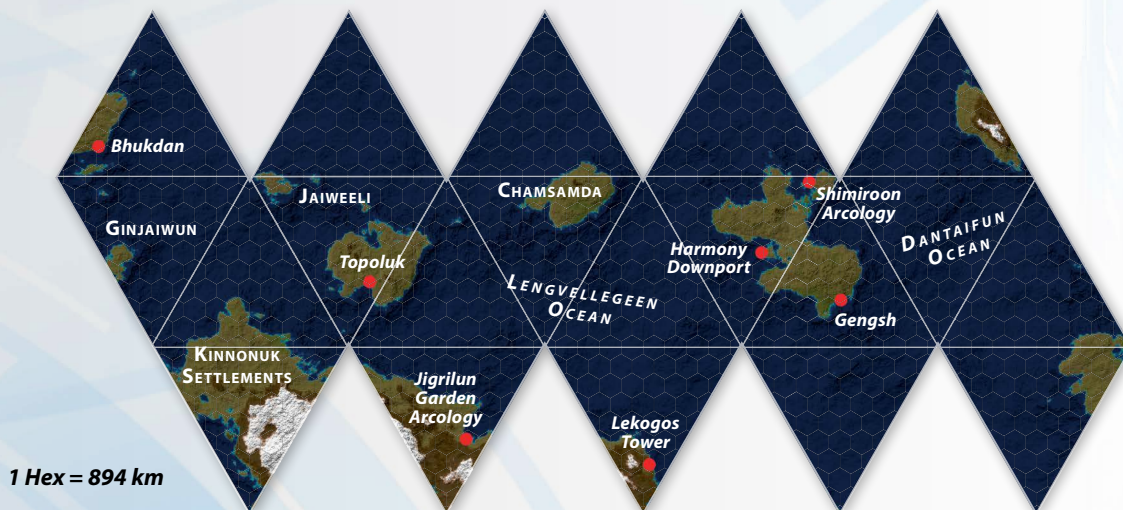 Bhukdan
GINJAIWUN
JAIWEELI
Topoluk
CHAMSAMDA
Shimiroon
Arcology
Harmony
Downport
DANTAIFUN
OCEAN
LENGVELLEGEEN
OCEAN
Gengsh
KINNONUK
SETTLEMENTS
Jigrilun
Garden
Arcology
Lekogos
Tower
1 Hex = 894 km